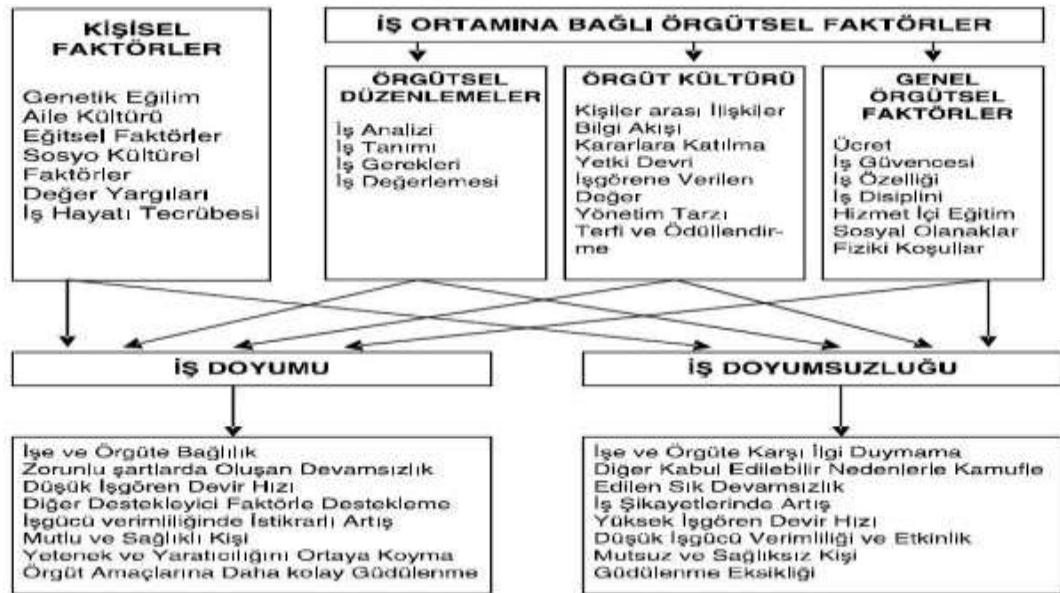 KİŞİSEL
FAKTÖRLER
Genetik Eğilim
Aile Kültürü
Eğitsel Faktörler
Sosyo Kültürel
Faktörler
Değer Yargıları
İş Hayatı Tecrübesi
İŞ ORTAMINA BAĞLI ÖRGÜTSEL FAKTÖRLER
ÖRGÜTSEL
DÜZENLEMELER
İş Analizi
İş Tanımı
İş Gerekleri
İş Değerlemesi
ÖRGÜT KÜLTÜRÜ
Kişiler arası İlişkiler
Bilgi Akışı
Kararlara Katılma
Yetki Devri
İşgörene Verilen
Değer
Yönetim Tarzı
Terfi ve Ödüllendir-
me
GENEL
ÖRGÜTSEL
FAKTÖRLER
Ücret
İş Güvencesi
İş Özelliği
İş Disiplini
Hizmet İçi Eğitim
Sosyal Olanaklar
Fiziki Koşullar
İŞ DOYUMU
İŞ DOYUMSUZLUĞU
İşe ve Örgüte Bağlılık
Zorunlu şartlarda Oluşan Devamsızlık
Düşük İşgören Devir Hızı
Diğer Destekleyici Faktörle Destekleme
İşgücü verimliliğinde İstikrarlı Artış
Mutlu ve Sağlıklı Kişi
Yetenek ve Yaratıcılığını Ortaya Koyma
Örgüt Amaçlarına Daha kolay Güdülenme
İşe ve Örgüte Karşı İlgi Duymama
Diğer Kabul Edilebilir Nedenlerle Kamufle
Edilen Sık Devamsızlık
İş Şikayetlerinde Artış
Yüksek İşgören Devir Hızı
Düşük İşgücü Verimliliği ve Etkinlik
Mutsuz ve Sağlıksız Kişi
Güdülenme Eksikliği